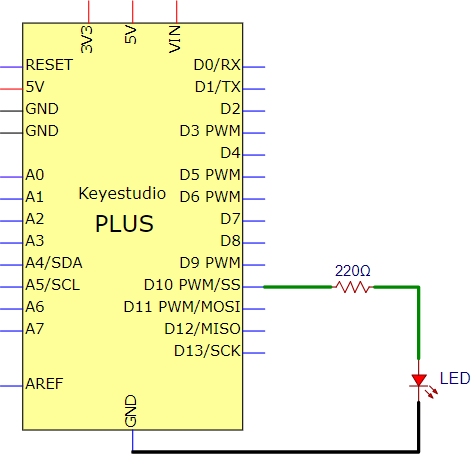 3V3
5V
VIN
RESET
5V
GND
GND
A0
A1
A2
A3
A4/SDA
A5/SCL
A6
A7
AREF
Keyestudio
PLUS
D0/RX
D1/TX
D2
D3 PWM
D4
D5 PWM
D6 PWM
D7
D8
D9 PWM
D10 PWM/SS
D11 PWM/MOSI
D12/MISO
D13/SCK
GND
220Ω
LED